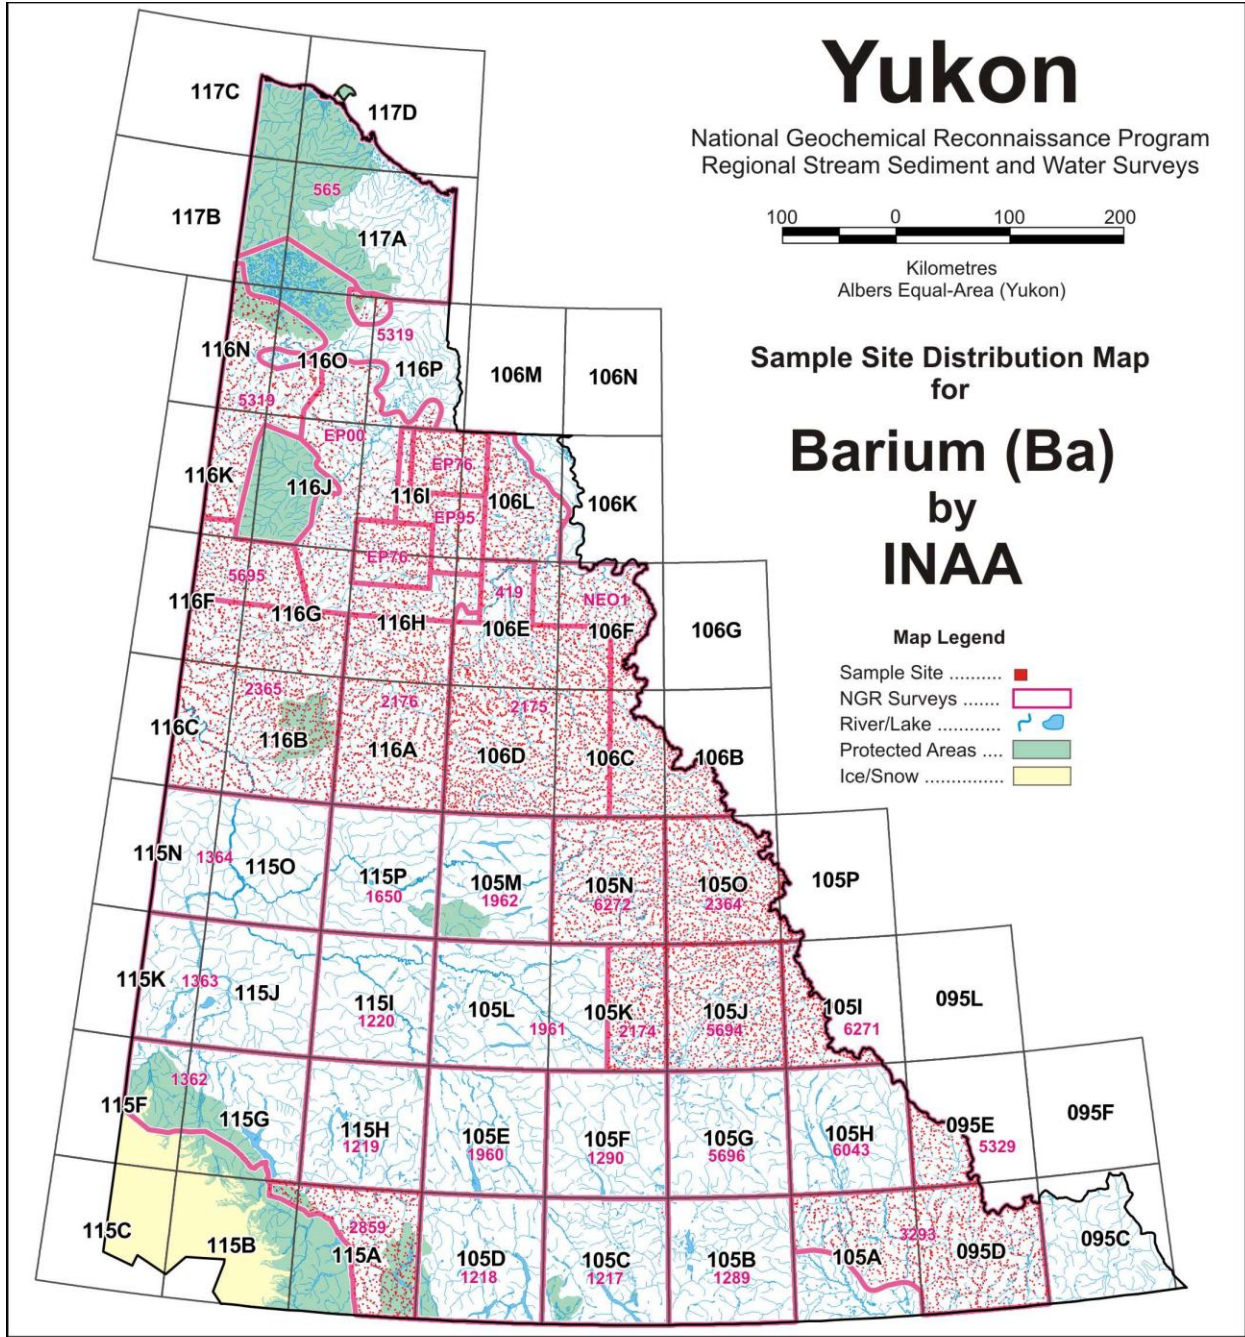 Yukon
National Geochemical Reconnaissance Program
Regional Stream Sediment and Water Surveys
100 0 100 200
Kilometres
Albers Equal-Area (Yukon)
Sample Site Distribution Map
for
Barium (Ba)
by
INAA
Map Legend
Sample Site ..........
NGR Surveys .......
River/Lake ............
Protected Areas ....
Ice/Snow ...............
117C
117D
565
117B
117A
5319
116N
116O
116P
106M
106N
5319
EP00
EP76
116K
116J
116I
106L
106K
EP95
EP76
5695
419
NEO1
116F
116G
116H
106E
106F
106G
2365
2176
2175
116C
116B
116A
106D
106C
106B
115N
1364
115O
115P
1650
105M
1962
105N
6272
105O
2364
105P
115K
1363
115J
115I
1220
105L
1961
105K
2174
105J
5694
105I
6271
095L
1362
115F
115G
115H
1219
105E
1960
105F
1290
105G
5696
105H
6043
095E
5329
095F
115C
115B
2859
115A
105D
1218
105C
1217
105B
1289
105A
3293
095D
095C